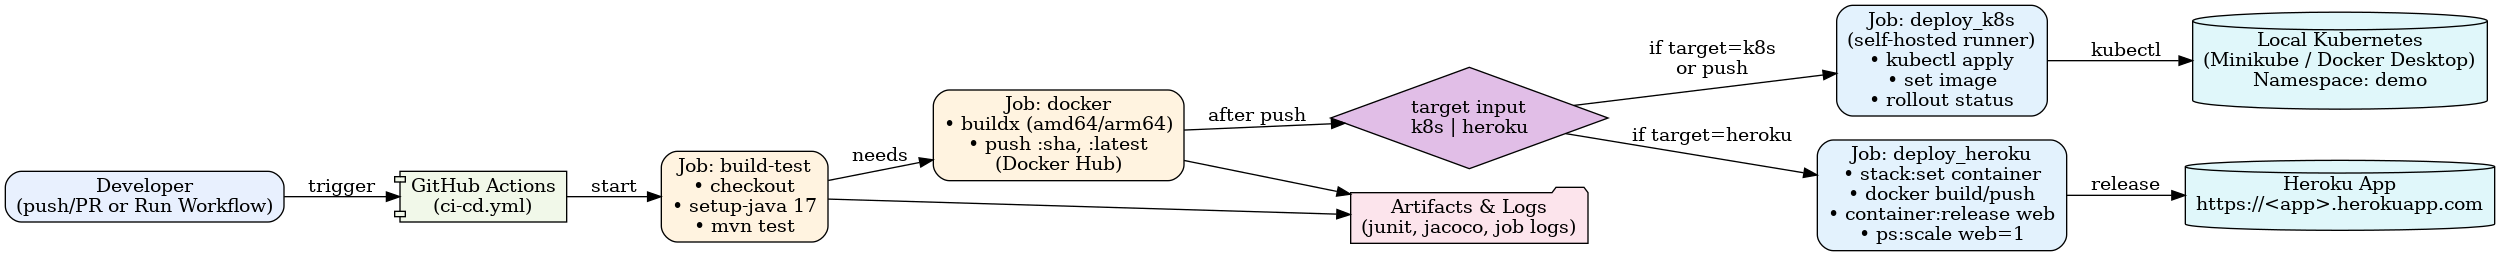 Developer
(push/PR or Run Workflow)
trigger
GitHub Actions
(ci-cd.yml)
start
Job: build-test
• checkout
• setup-java 17
• mvn test
needs
Job: docker
• buildx (amd64/arm64)
• push :sha, :latest
(Docker Hub)
after push
target input
k8s | heroku
Artifacts & Logs
(junit, jacoco, job logs)
if target=k8s
or push
if target=heroku
Job: deploy_k8s
(self-hosted runner)
• kubectl apply
• set image
• rollout status
kubectl
Local Kubernetes
(Minikube / Docker Desktop)
Namespace: demo
Job: deploy_heroku
• stack:set container
• docker build/push
• container:release web
• ps:scale web=1
release
Heroku App
https://<app>.herokuapp.com